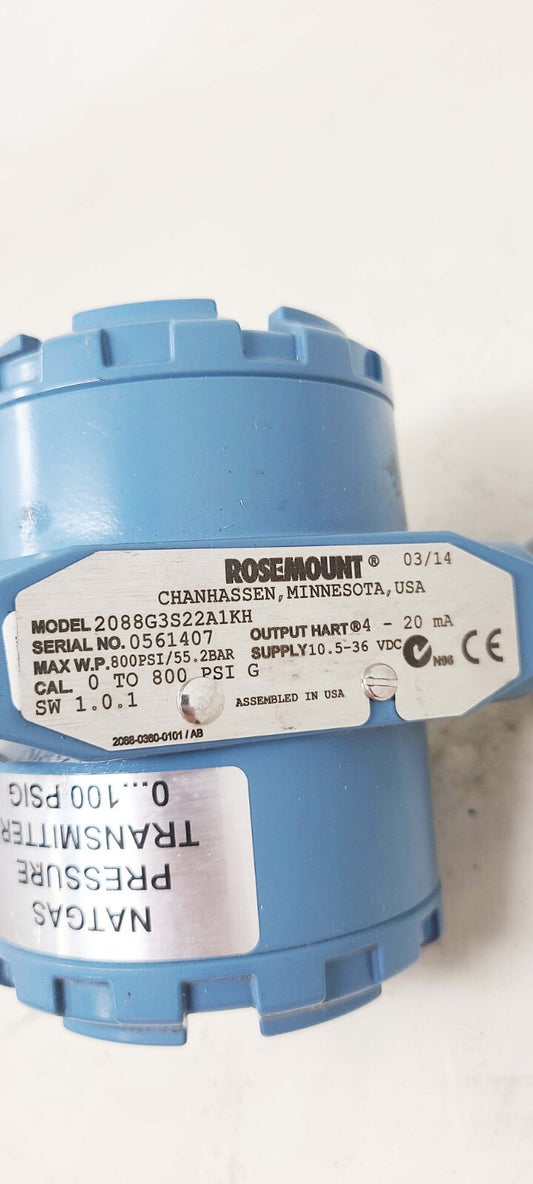 ROSEMOUNT® 03/14
CHANHASSEN, MINNESOTA, USA
MODEL 2088G3S22A1KH
SERIAL NO. 0561407 OUTPUT HART®4 - 20 mA
MAX W.P. 800PSI/55.2BAR SUPPLY 10.5-36 VDC N96 CE
CAL. 0 TO 800 PSI G
SW 1.0.1 ASSEMBLED IN USA
2088-0360-0101 / AB
NATGAS
PRESSURE
TRANSMITTER
0...100 PSIG